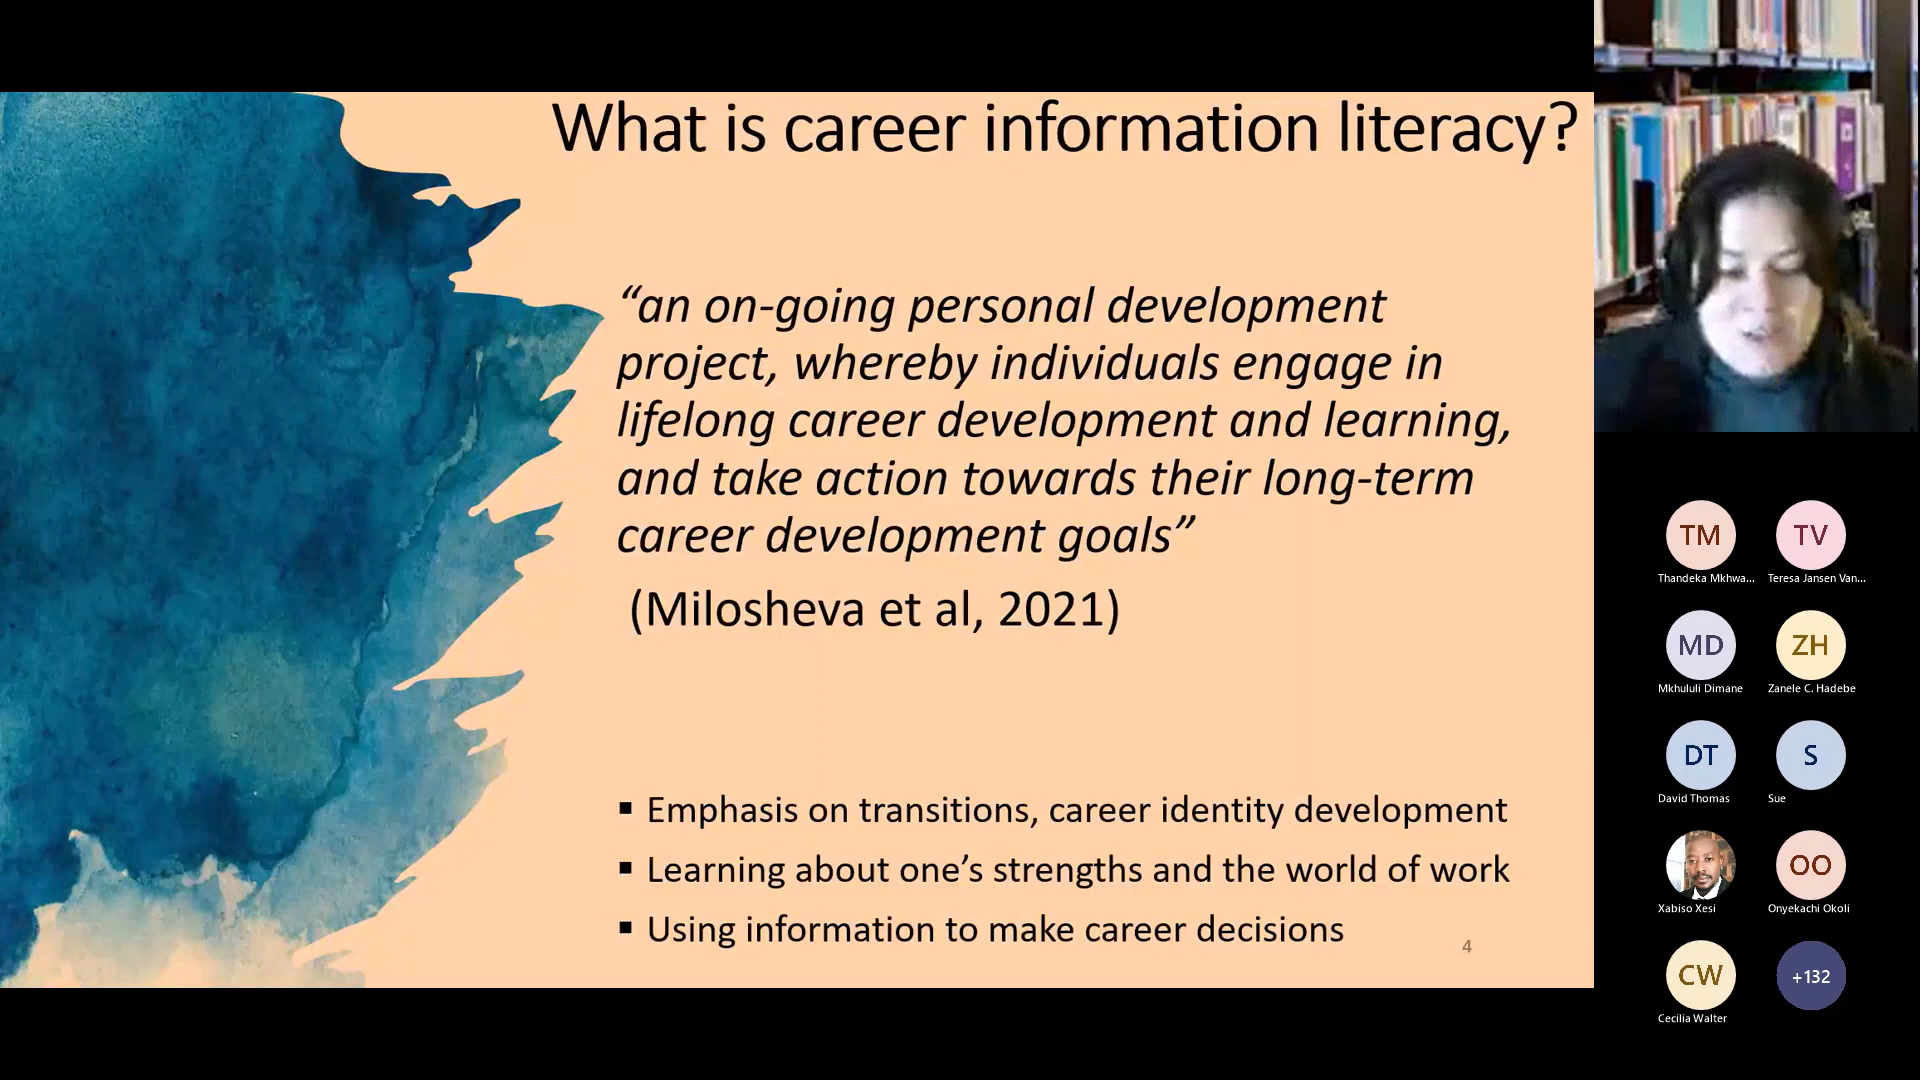 What is career information literacy?
“an on-going personal development
project, whereby individuals engage in
lifelong career development and learning,
and take action towards their long-term
career development goals”
(Milosheva et al, 2021)
▪ Emphasis on transitions, career identity development
▪ Learning about one’s strengths and the world of work
▪ Using information to make career decisions
4
TM
TV
Thandeka Mkhwa...
Teresa Jansen Van...
MD
ZH
Mkhululi Dimane
Zanele C. Hadebe
DT
S
David Thomas
Sue
OO
Xabiso Xesi
Onyekachi Okoli
CW
+132
Cecilia Walter